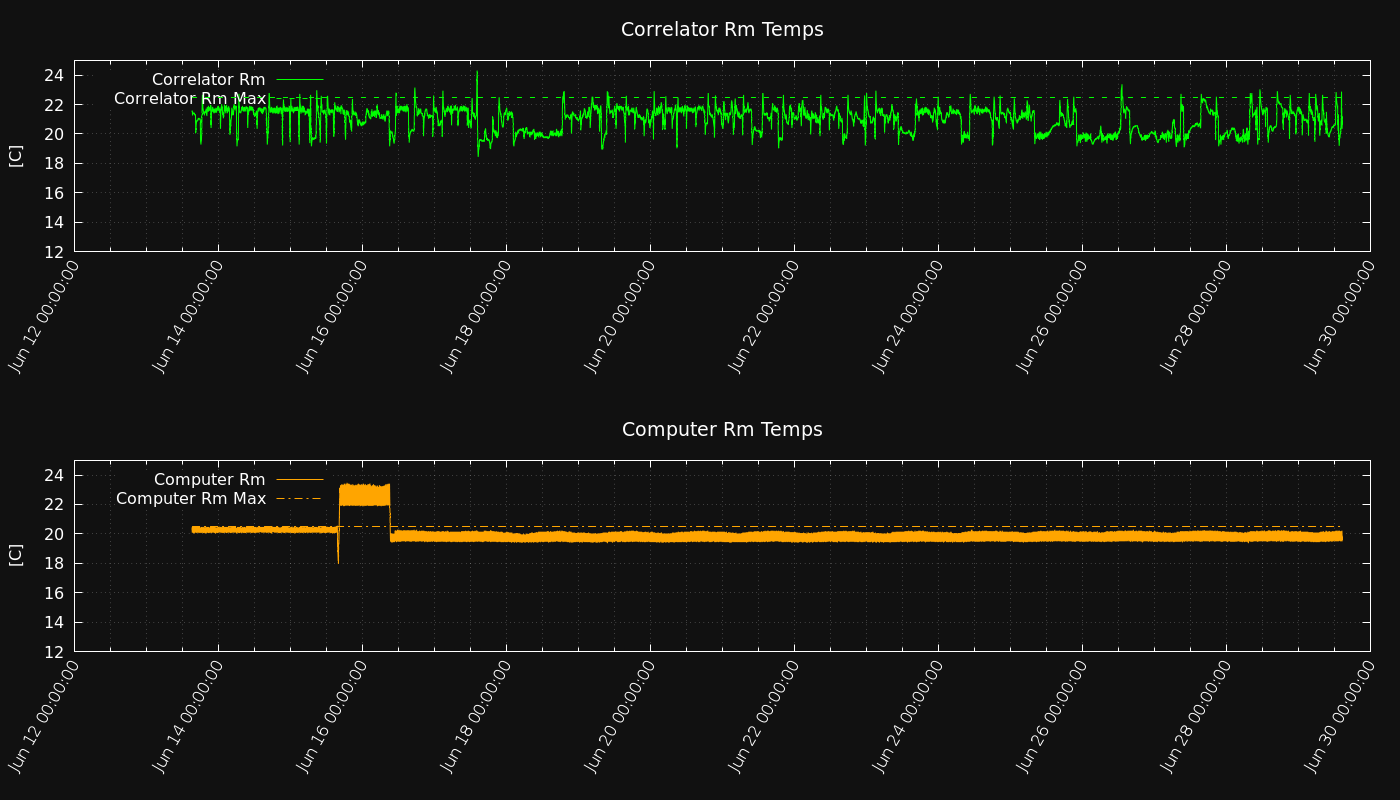 Correlator Rm Temps
Correlator Rm
Correlator Rm Max
[C]
24
22
20
18
16
14
12
Jun 12 00:00:00
Jun 14 00:00:00
Jun 16 00:00:00
Jun 18 00:00:00
Jun 20 00:00:00
Jun 22 00:00:00
Jun 24 00:00:00
Jun 26 00:00:00
Jun 28 00:00:00
Jun 30 00:00:00
Computer Rm Temps
Computer Rm
Computer Rm Max
[C]
24
22
20
18
16
14
12
Jun 12 00:00:00
Jun 14 00:00:00
Jun 16 00:00:00
Jun 18 00:00:00
Jun 20 00:00:00
Jun 22 00:00:00
Jun 24 00:00:00
Jun 26 00:00:00
Jun 28 00:00:00
Jun 30 00:00:00